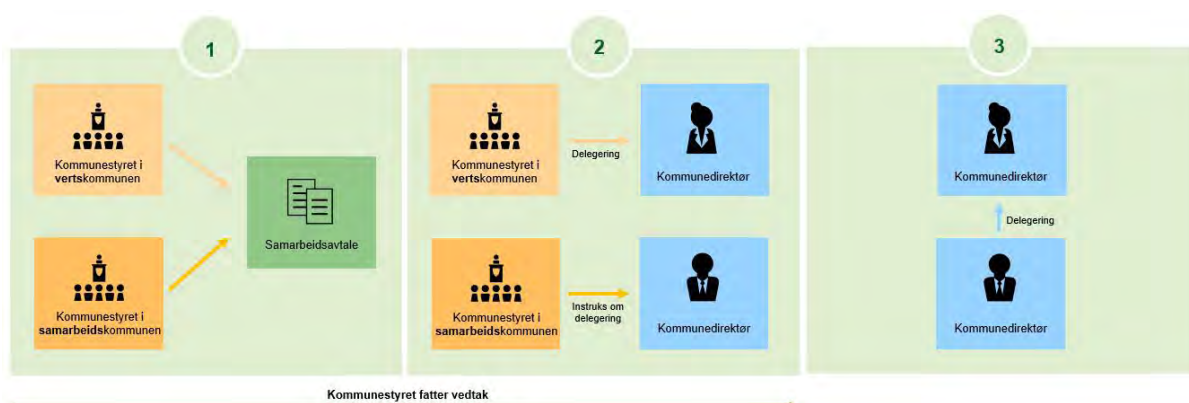 1
Kommunestyret i
vertskommunen
Kommunestyret i
samarbeidskommunen
Samarbeidsavtale
2
Kommunestyret i
vertskommunen
Delegering
Kommunedirektør
Kommunestyret i
samarbeidskommunen
Instruks om
delegering
Kommunedirektør
3
Kommunedirektør
Delegering
Kommunedirektør
Kommunestyret fatter vedtak